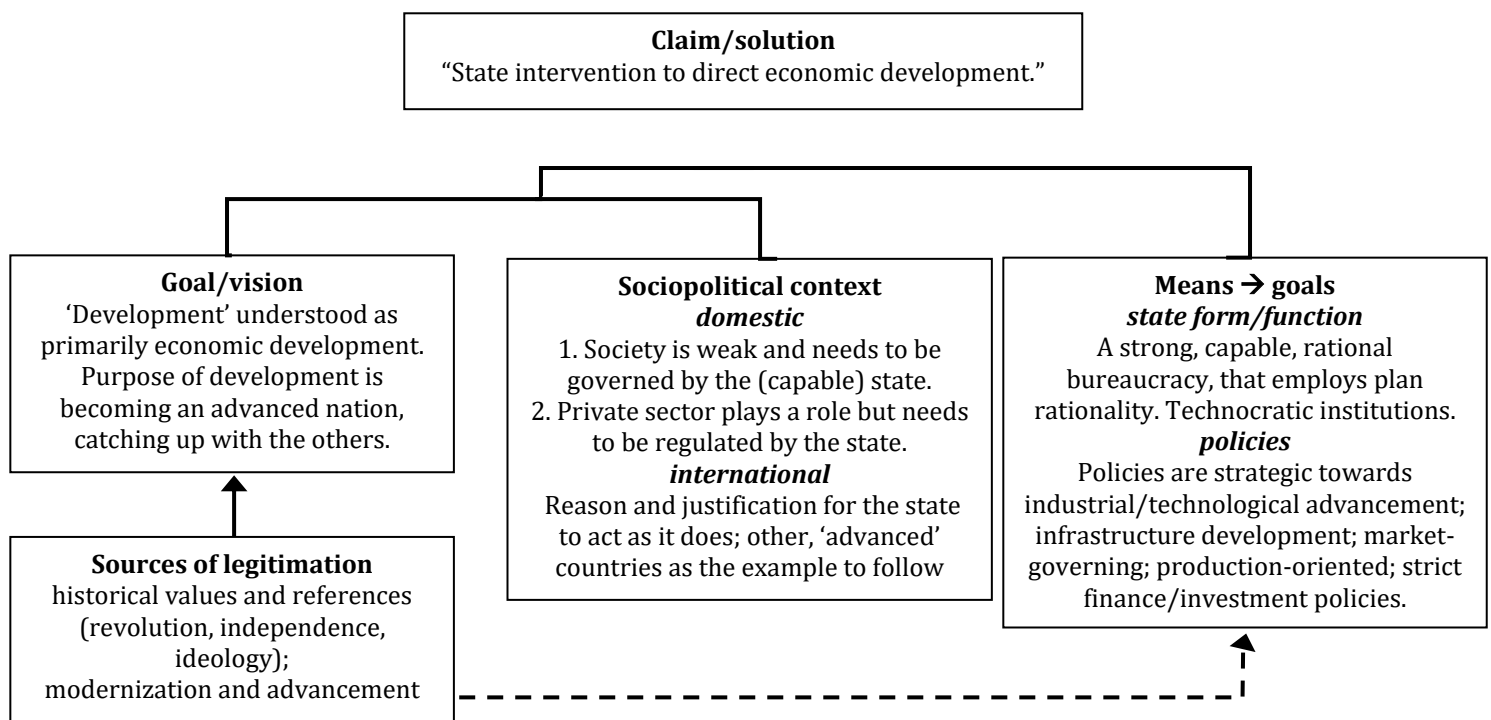 Claim/solution
“State intervention to direct economic development.”
Goal/vision
‘Development’ understood as
primarily economic development.
Purpose of development is
becoming an advanced nation,
catching up with the others.
Sociopolitical context
domestic
1. Society is weak and needs to be
governed by the (capable) state.
2. Private sector plays a role but needs
to be regulated by the state.
international
Reason and justification for the state
to act as it does; other, ‘advanced’
countries as the example to follow
Means → goals
state form/function
A strong, capable, rational
bureaucracy, that employs plan
rationality. Technocratic institutions.
policies
Policies are strategic towards
industrial/technological advancement;
infrastructure development; market-
governing; production-oriented; strict
finance/investment policies.
Sources of legitimation
historical values and references
(revolution, independence,
ideology);
modernization and advancement